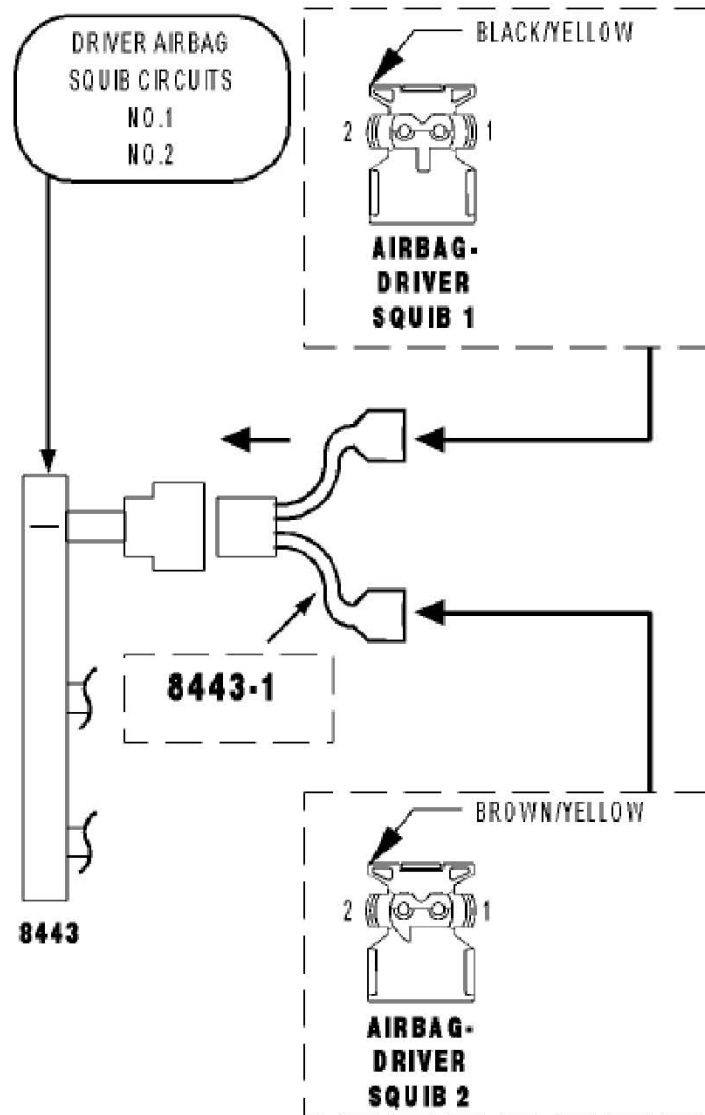 DRIVER AIRBAG
SQUIB CIRCUITS
NO.1
NO.2
BLACK/YELLOW
2
1
AIRBAG-
DRIVER
SQUIB 1
8443-1
8443
BROWN/YELLOW
2
1
AIRBAG-
DRIVER
SQUIB 2